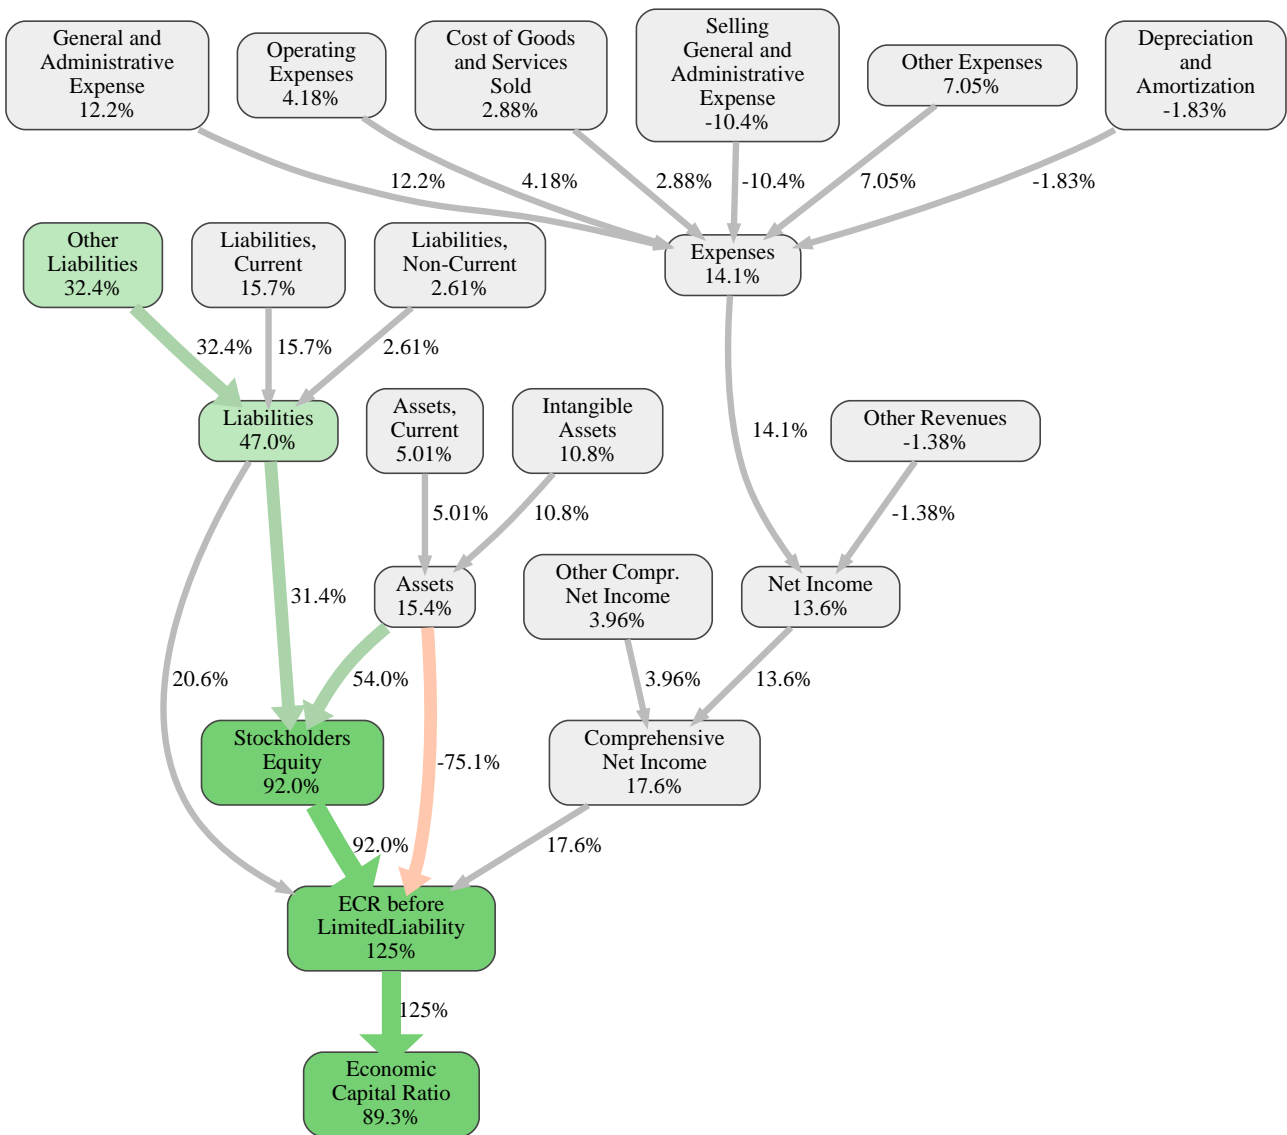 General and
Administrative
Expense
12.2%
Operating
Expenses
4.18%
Cost of Goods
and Services
Sold
2.88%
Selling
General and
Administrative
Expense
-10.4%
Other Expenses
7.05%
Depreciation
and
Amortization
-1.83%
12.2%
4.18%
2.88%
-10.4%
7.05%
-1.83%
Other
Liabilities
32.4%
Liabilities,
Current
15.7%
Liabilities,
Non-Current
2.61%
Expenses
14.1%
32.4%
15.7%
2.61%
Liabilities
47.0%
Assets,
Current
5.01%
Intangible
Assets
10.8%
14.1%
Other Revenues
-1.38%
5.01%
10.8%
-1.38%
Assets
15.4%
Other Compr.
Net Income
3.96%
Net Income
13.6%
31.4%
20.6%
54.0%
3.96%
13.6%
Stockholders
Equity
92.0%
-75.1%
Comprehensive
Net Income
17.6%
92.0%
17.6%
ECR before
LimitedLiability
125%
125%
Economic
Capital Ratio
89.3%